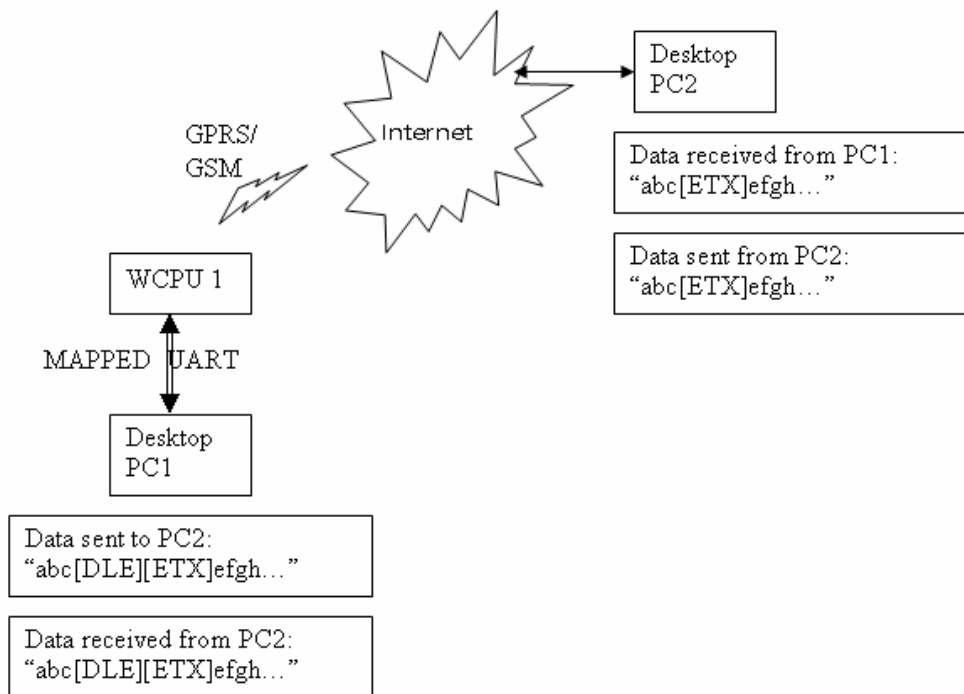 Desktop
PC2
Internet
GPRS/
GSM
Data received from PC1:
“abc[ETX]efgh…”
Data sent from PC2:
“abc[ETX]efgh…”
WCPU 1
MAPPED UART
Desktop
PC1
Data sent to PC2:
“abc[DLE][ETX]efgh…”
Data received from PC2:
“abc[DLE][ETX]efgh…”